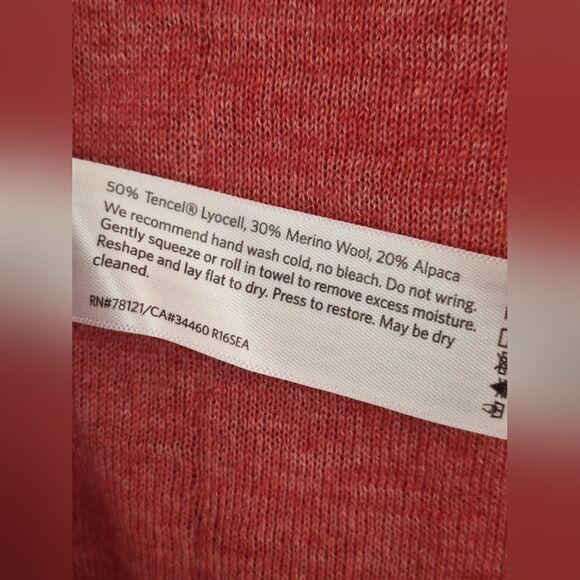 50% Tencel® Lyocell, 30% Merino Wool, 20% Alpaca
We recommend hand wash cold, no bleach. Do not wring.
Gently squeeze or roll in towel to remove excess moisture.
Reshape and lay flat to dry. Press to restore. May be dry
cleaned.
RN#78121/CA#34460 R16SEA